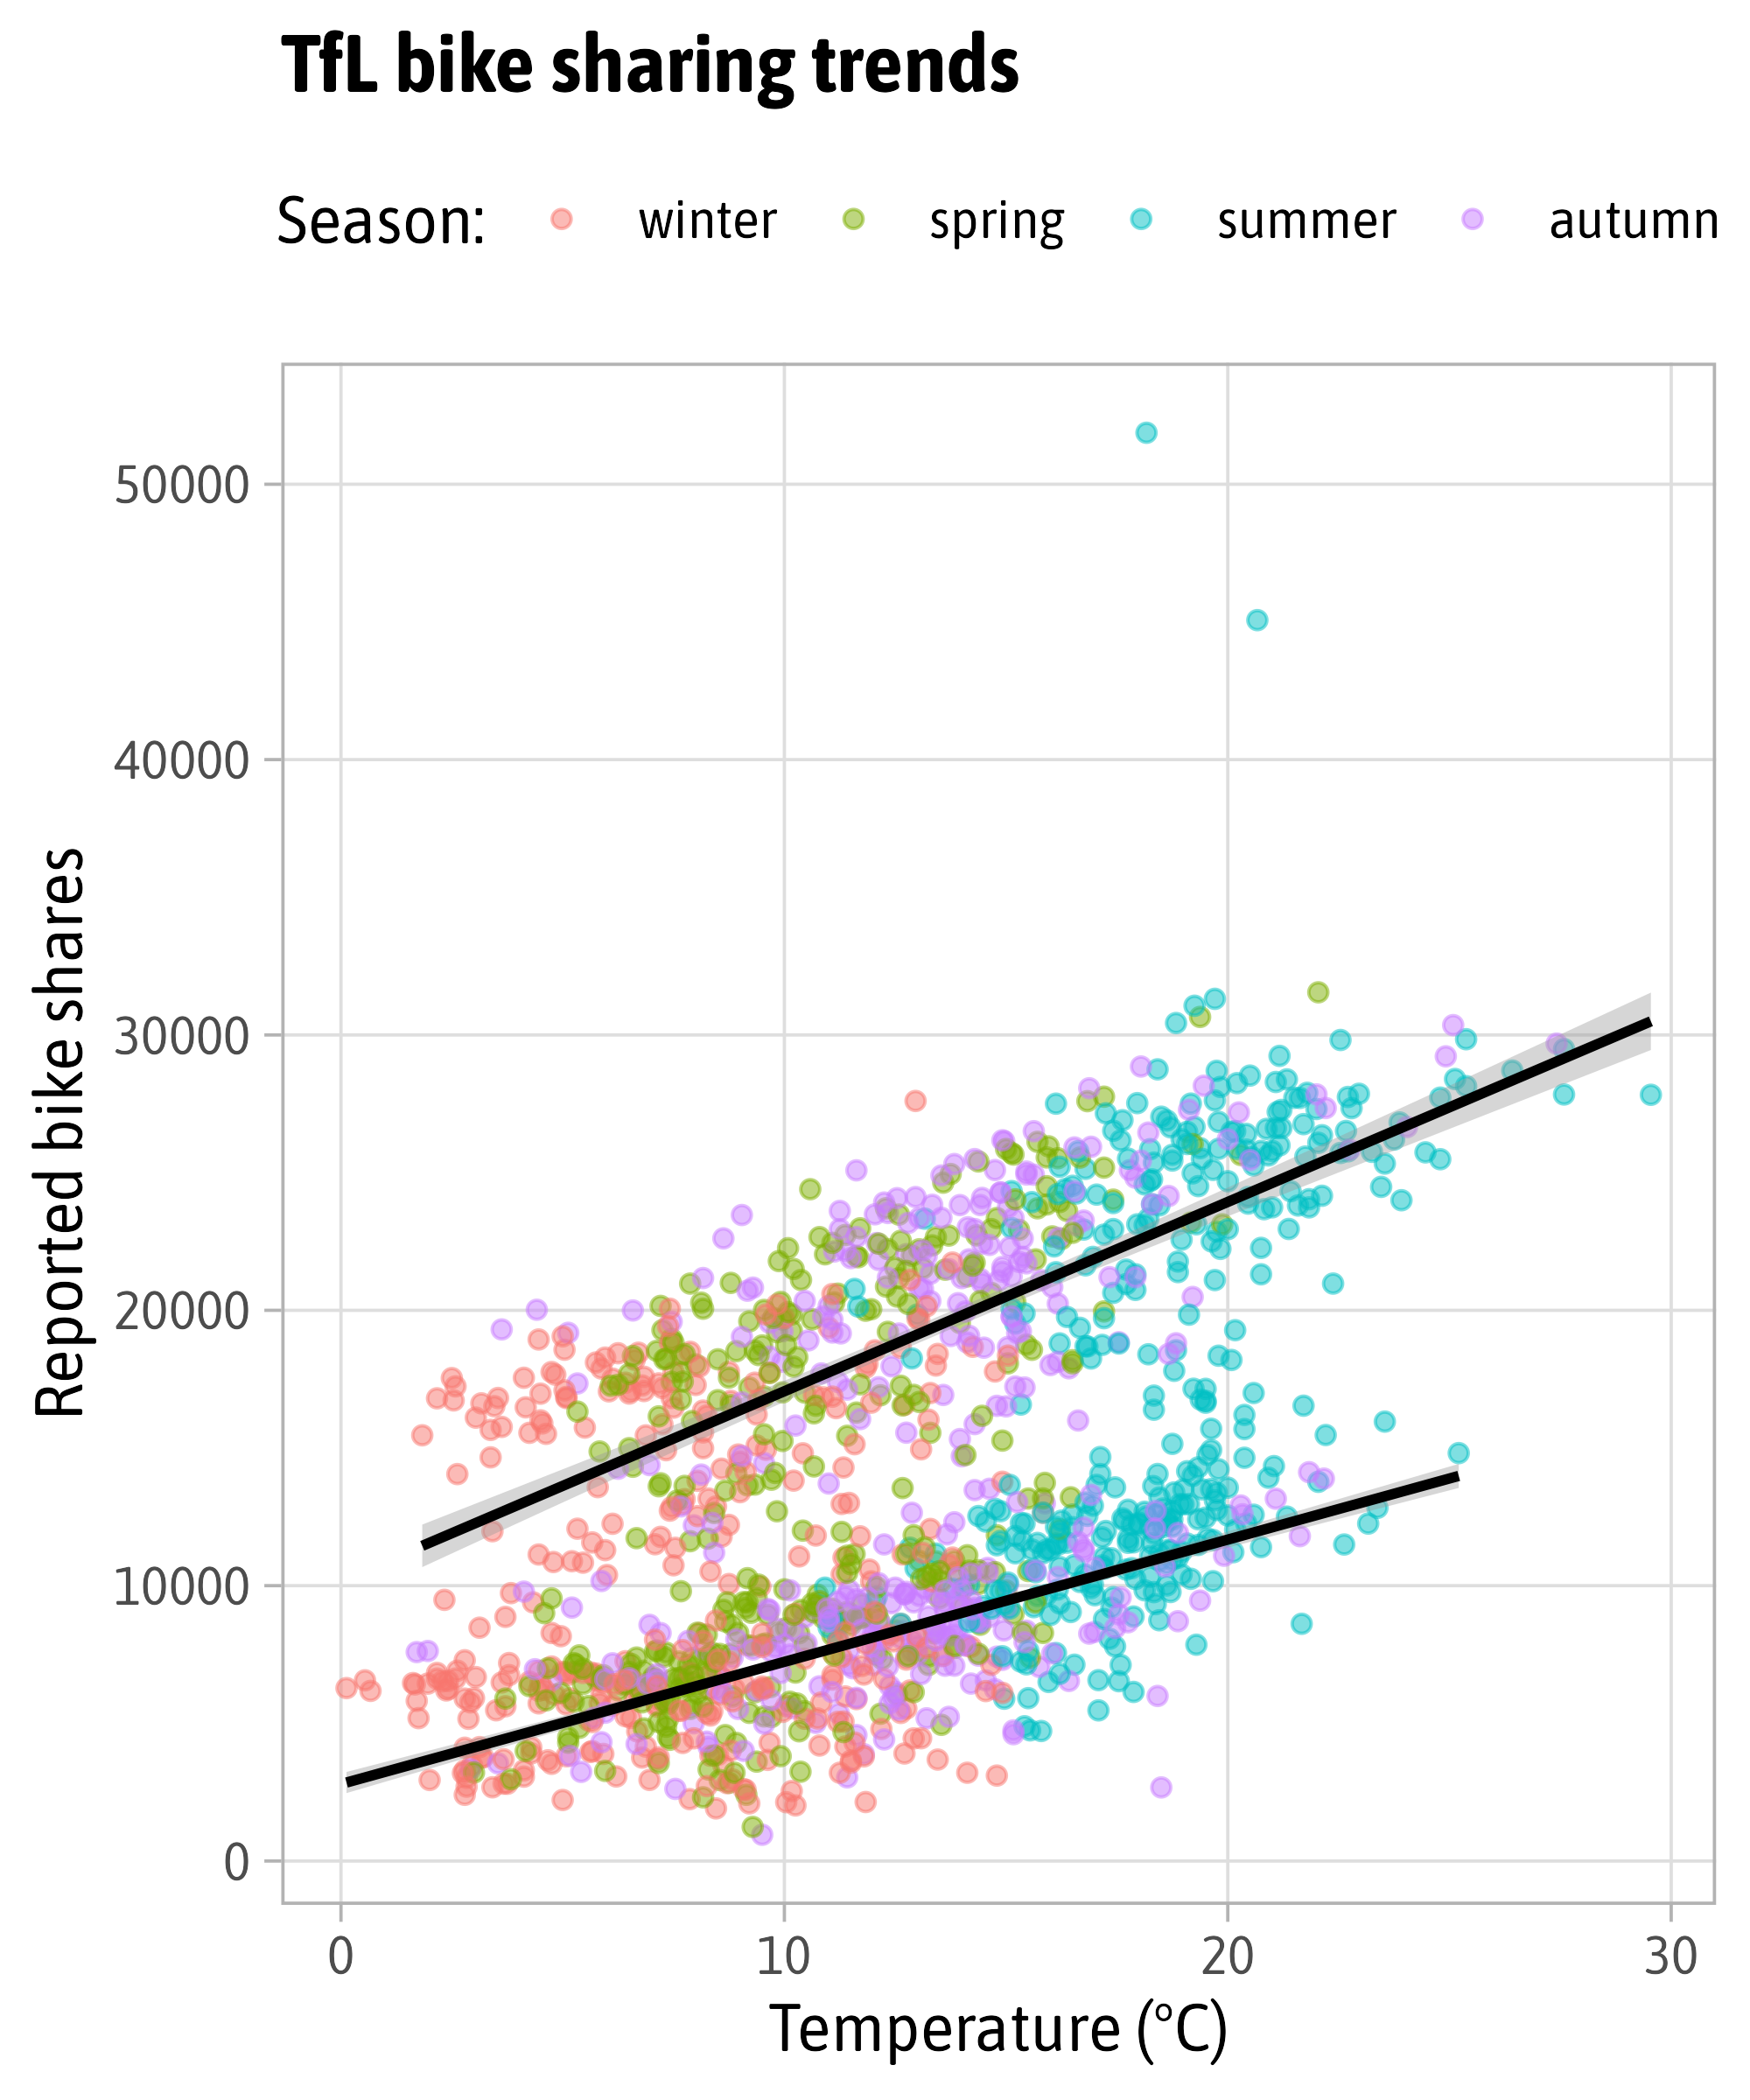 TfL bike sharing trends
Season: winter spring summer autumn
50000
40000
30000
20000
10000
0
Reported bike shares
0 10 20 30
Temperature (°C)